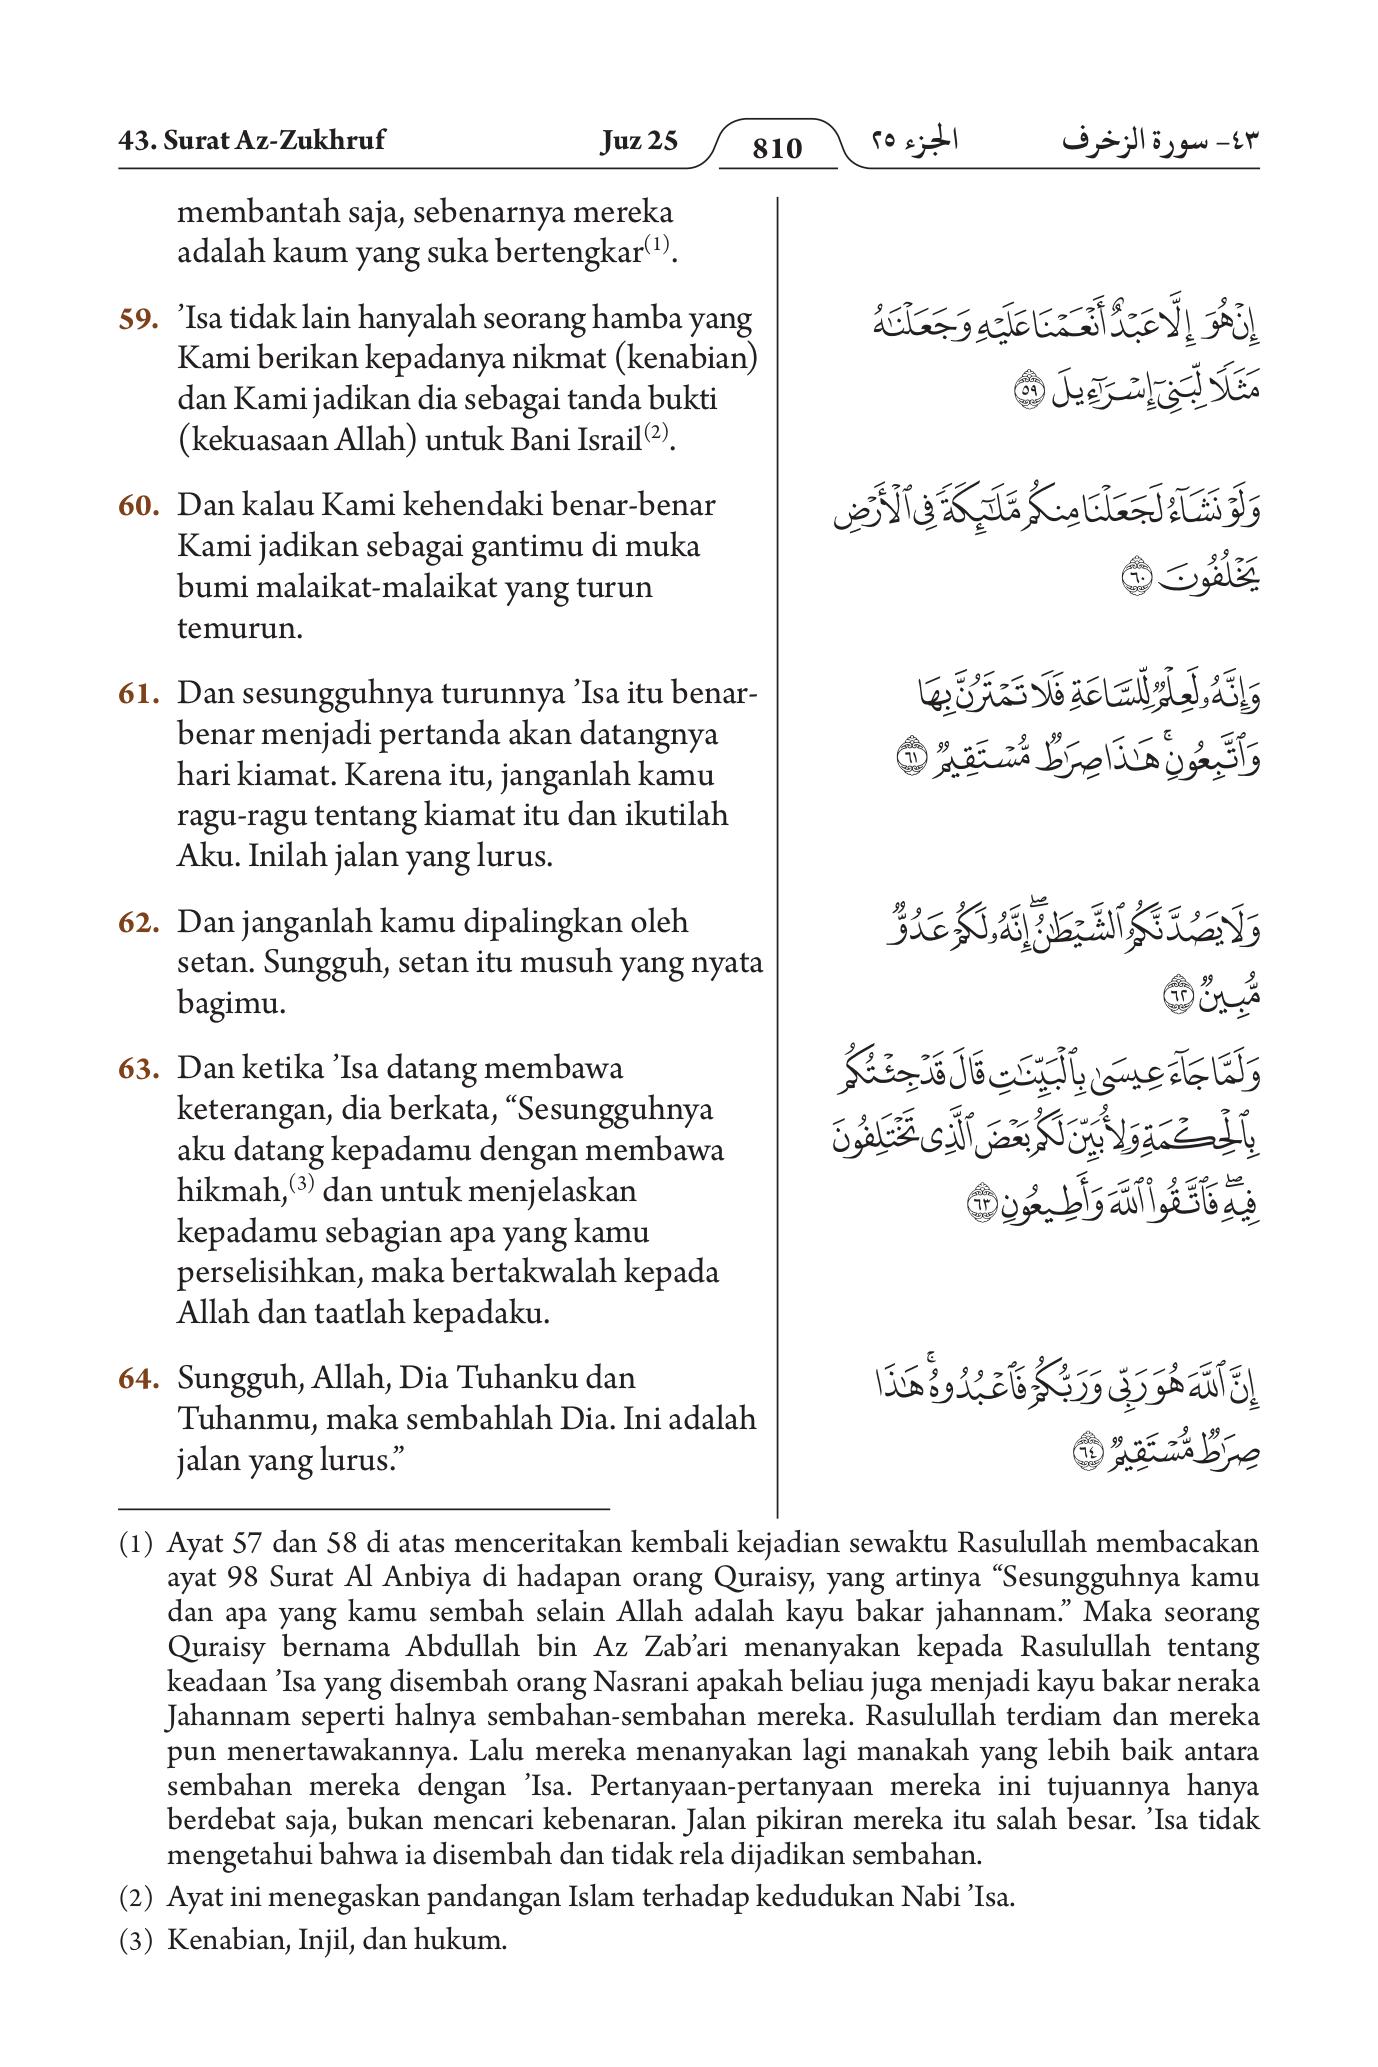 43. Surat Az-Zukhruf Juz 25 810 الجزء ٢٥ ٤٣- سورة الزخرف
membantah saja, sebenarnya mereka
adalah kaum yang suka bertengkar(1).
59. ’Isa tidak lain hanyalah seorang hamba yang
Kami berikan kepadanya nikmat (kenabian)
dan Kami jadikan dia sebagai tanda bukti
(kekuasaan Allah) untuk Bani Israil(2).
إِنْ هُوَ إِلَّا عَبْدٌ أَنْعَمْنَا عَلَيْهِ وَجَعَلْنَٰهُ
مَثَلًا لِّبَنِىٓ إِسْرَٰٓءِيلَ ٥٩
60. Dan kalau Kami kehendaki benar-benar
Kami jadikan sebagai gantimu di muka
bumi malaikat-malaikat yang turun
temurun.
وَلَوْ نَشَآءُ لَجَعَلْنَا مِنكُم مَّلَٰٓئِكَةً فِى ٱلْأَرْضِ
يَخْلُفُونَ ٦٠
61. Dan sesungguhnya turunnya ’Isa itu benar-
benar menjadi pertanda akan datangnya
hari kiamat. Karena itu, janganlah kamu
ragu-ragu tentang kiamat itu dan ikutilah
Aku. Inilah jalan yang lurus.
وَإِنَّهُۥ لَعِلْمٌ لِّلسَّاعَةِ فَلَا تَمْتَرُنَّ بِهَا
وَٱتَّبِعُونِ ۚ هَٰذَا صِرَٰطٌ مُّسْتَقِيمٌ ٦١
62. Dan janganlah kamu dipalingkan oleh
setan. Sungguh, setan itu musuh yang nyata
bagimu.
وَلَا يَصُدَّنَّكُمُ ٱلشَّيْطَٰنُ ۖ إِنَّهُۥ لَكُمْ عَدُوٌّ
مُّبِينٌ ٦٢
63. Dan ketika ’Isa datang membawa
keterangan, dia berkata, “Sesungguhnya
aku datang kepadamu dengan membawa
hikmah,(3) dan untuk menjelaskan
kepadamu sebagian apa yang kamu
perselisihkan, maka bertakwalah kepada
Allah dan taatlah kepadaku.
وَلَمَّا جَآءَ عِيسَىٰ بِٱلْبَيِّنَٰتِ قَالَ قَدْ جِئْتُكُم
بِٱلْحِكْمَةِ وَلِأُبَيِّنَ لَكُم بَعْضَ ٱلَّذِى تَخْتَلِفُونَ
فِيهِ ۖ فَٱتَّقُوا۟ ٱللَّهَ وَأَطِيعُونِ ٦٣
64. Sungguh, Allah, Dia Tuhanku dan
Tuhanmu, maka sembahlah Dia. Ini adalah
jalan yang lurus.”
إِنَّ ٱللَّهَ هُوَ رَبِّى وَرَبُّكُمْ فَٱعْبُدُوهُ ۚ هَٰذَا
صِرَٰطٌ مُّسْتَقِيمٌ ٦٤
(1) Ayat 57 dan 58 di atas menceritakan kembali kejadian sewaktu Rasulullah membacakan
ayat 98 Surat Al Anbiya di hadapan orang Quraisy, yang artinya “Sesungguhnya kamu
dan apa yang kamu sembah selain Allah adalah kayu bakar jahannam.” Maka seorang
Quraisy bernama Abdullah bin Az Zab’ari menanyakan kepada Rasulullah tentang
keadaan ’Isa yang disembah orang Nasrani apakah beliau juga menjadi kayu bakar neraka
Jahannam seperti halnya sembahan-sembahan mereka. Rasulullah terdiam dan mereka
pun menertawakannya. Lalu mereka menanyakan lagi manakah yang lebih baik antara
sembahan mereka dengan ’Isa. Pertanyaan-pertanyaan mereka ini tujuannya hanya
berdebat saja, bukan mencari kebenaran. Jalan pikiran mereka itu salah besar. ’Isa tidak
mengetahui bahwa ia disembah dan tidak rela dijadikan sembahan.
(2) Ayat ini menegaskan pandangan Islam terhadap kedudukan Nabi ’Isa.
(3) Kenabian, Injil, dan hukum.